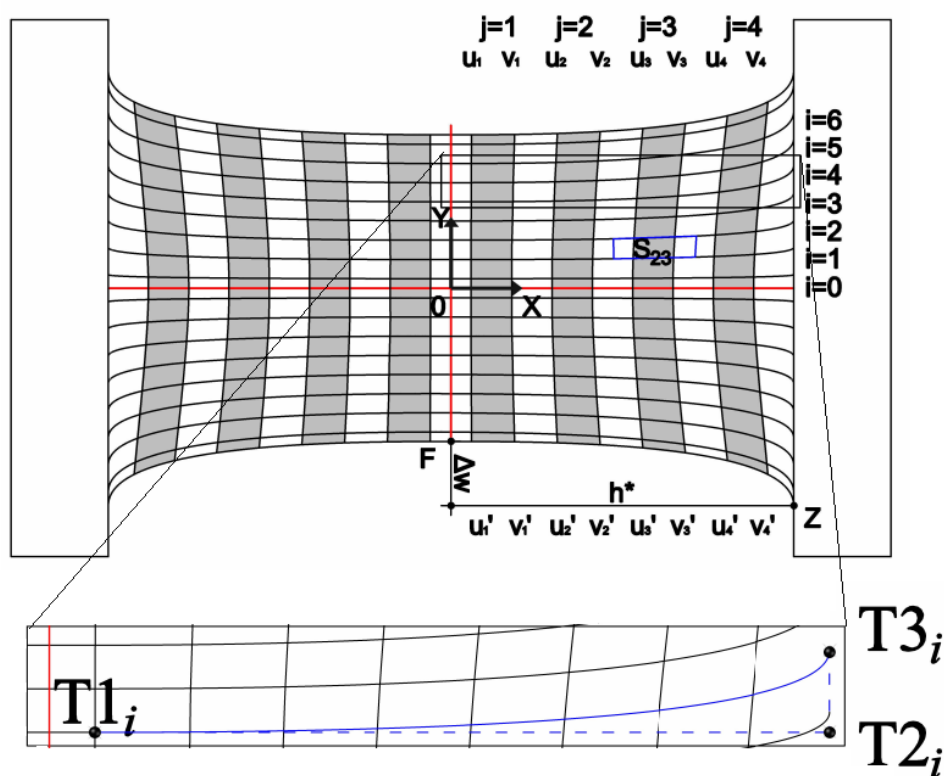 j=1 j=2 j=3 j=4
u₁ v₁ u₂ v₂ u₃ v₃ u₄ v₄
i=6
i=5
i=4
i=3
i=2
i=1
i=0
Y
S₂₃
0 X
F
Δw
h*
u₁' v₁' u₂' v₂' u₃' v₃' u₄' v₄'
Z
T3ᵢ
T1ᵢ
T2ᵢ